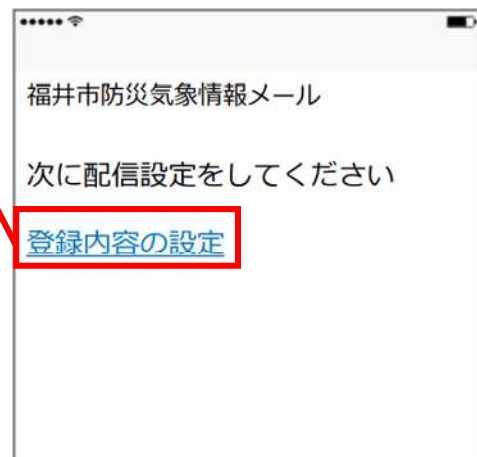 福井市防災気象情報メール
次に配信設定をしてください
登録内容の設定